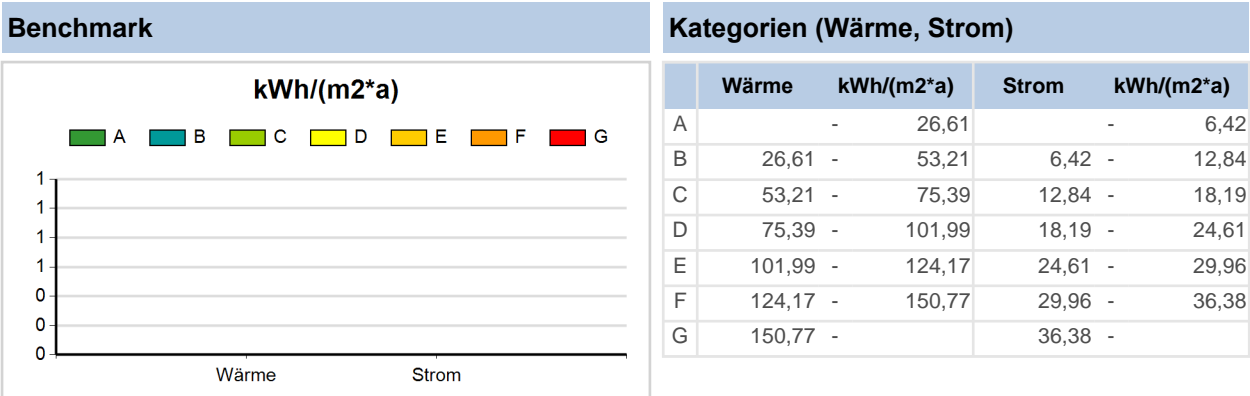 Benchmark
kWh/(m2*a)
A B C D E F G
1
1
1
1
0
0
0
Wärme Strom
Kategorien (Wärme, Strom)
Wärme kWh/(m2*a) Strom kWh/(m2*a)
A - 26,61 - 6,42
B 26,61 - 53,21 6,42 - 12,84
C 53,21 - 75,39 12,84 - 18,19
D 75,39 - 101,99 18,19 - 24,61
E 101,99 - 124,17 24,61 - 29,96
F 124,17 - 150,77 29,96 - 36,38
G 150,77 - 36,38 -